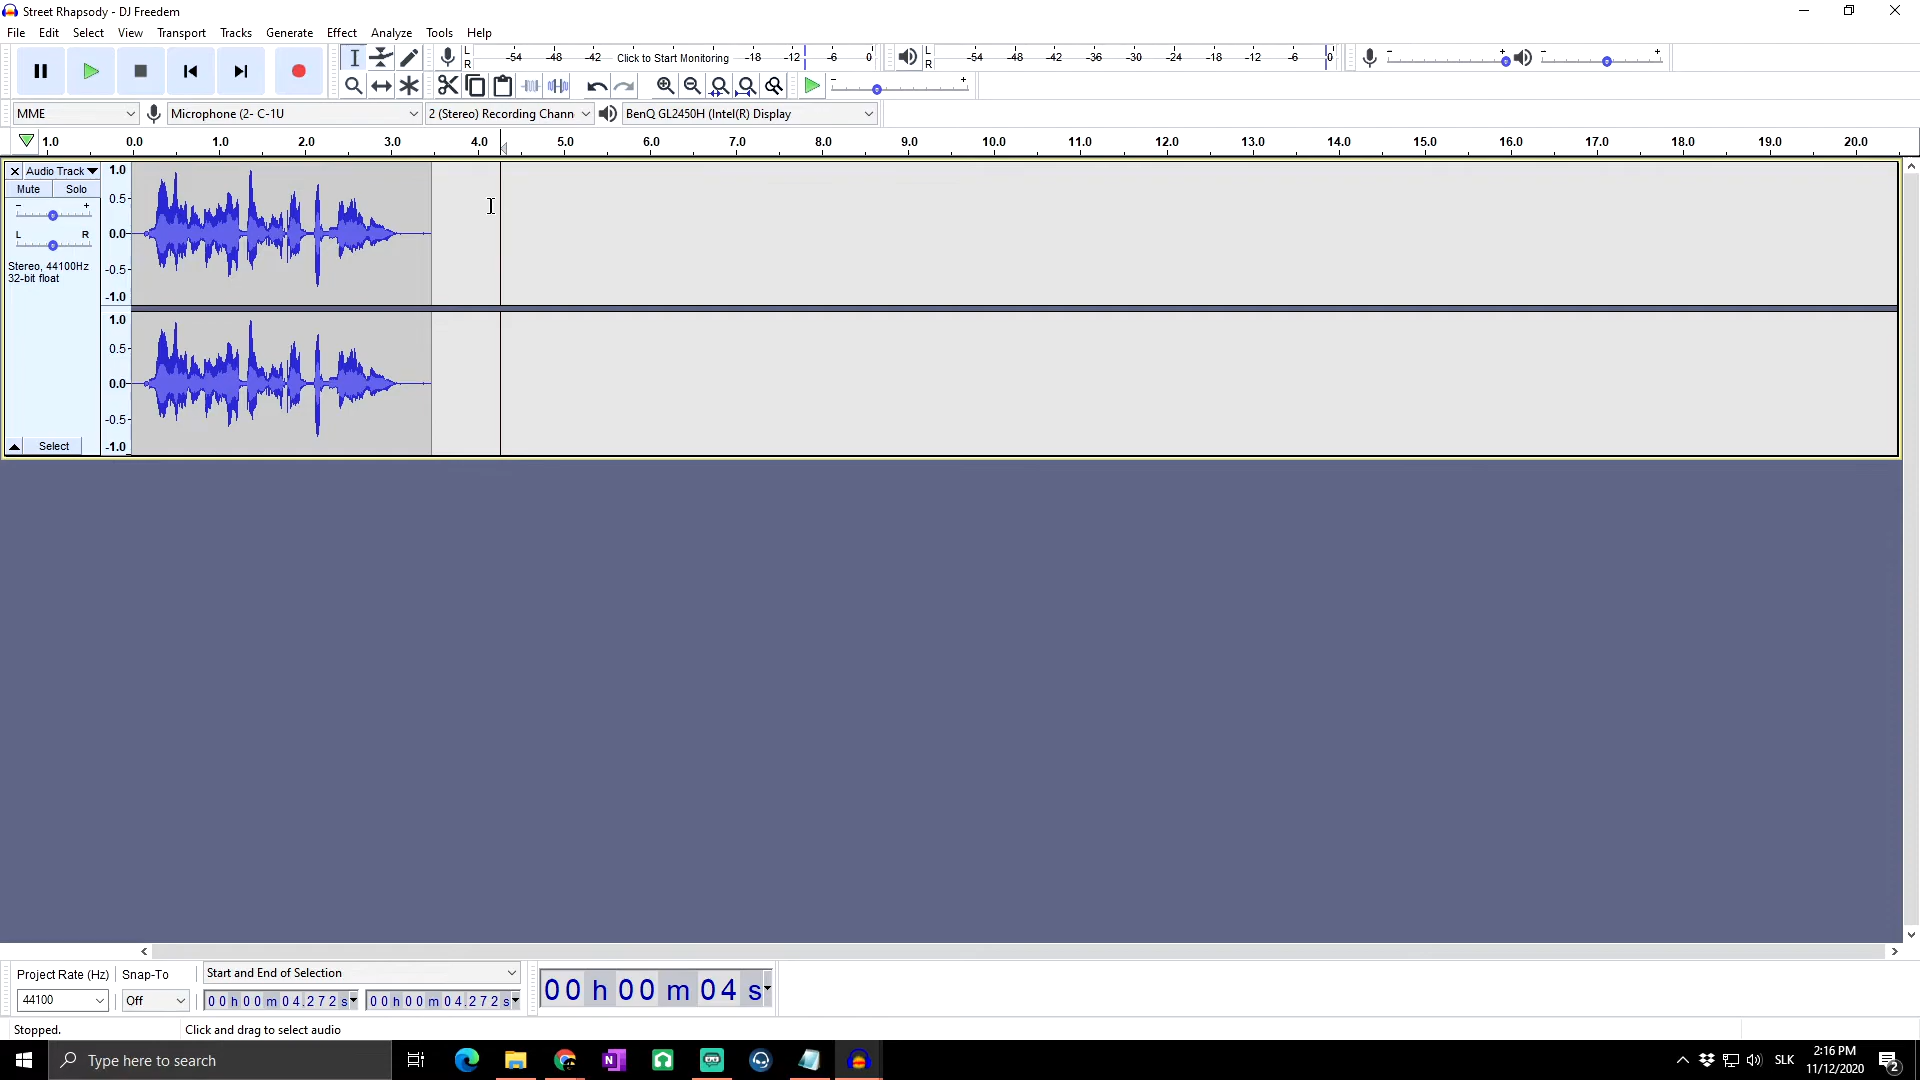 Street Rhapsody - DJ Freedem
File Edit Select View Transport Tracks Generate Effect Analyze Tools Help
L R -54 -48 -42 Click to Start Monitoring -18 -12 -6 0
L R -54 -48 -42 -36 -30 -24 -18 -12 -6 0
- + - +
- +
MME Microphone (2- C-1U 2 (Stereo) Recording Chann BenQ GL2450H (Intel(R) Display
1.0 0.0 1.0 2.0 3.0 4.0 5.0 6.0 7.0 8.0 9.0 10.0 11.0 12.0 13.0 14.0 15.0 16.0 17.0 18.0 19.0 20.0
Audio Track
Mute Solo
- +
L R
Stereo, 44100Hz
32-bit float
Select
1.0
0.5-
0.0-
-0.5-
-1.0
1.0
0.5-
0.0-
-0.5-
-1.0
Project Rate (Hz) Snap-To Start and End of Selection
44100 Off 00h00m04.272s 00h00m04.272s 00 h 00 m 04 s
Stopped. Click and drag to select audio
Type here to search
SLK
2:16 PM
11/12/2020
2